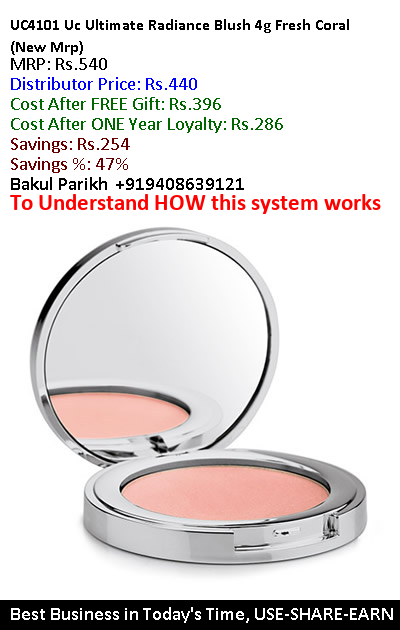 UC4101 Uc Ultimate Radiance Blush 4g Fresh Coral
(New Mrp)
MRP: Rs.540
Distributor Price: Rs.440
Cost After FREE Gift: Rs.396
Cost After ONE Year Loyalty: Rs.286
Savings: Rs.254
Savings %: 47%
Bakul Parikh +919408639121
To Understand HOW this system works
Best Business in Today's Time, USE-SHARE-EARN